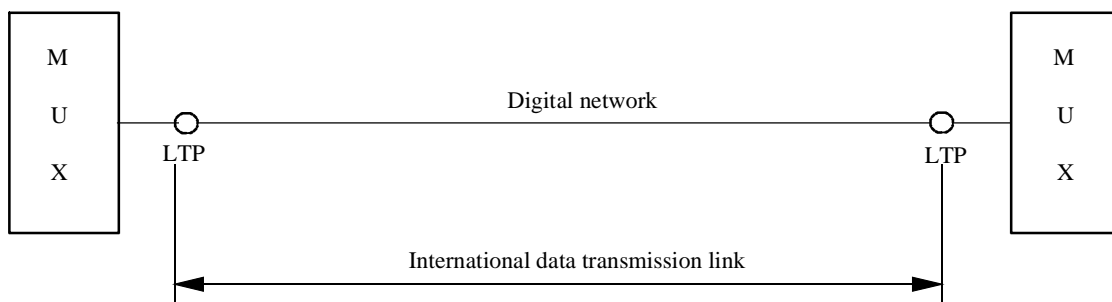 M
U
X
Digital network
LTP
LTP
M
U
X
International data transmission link